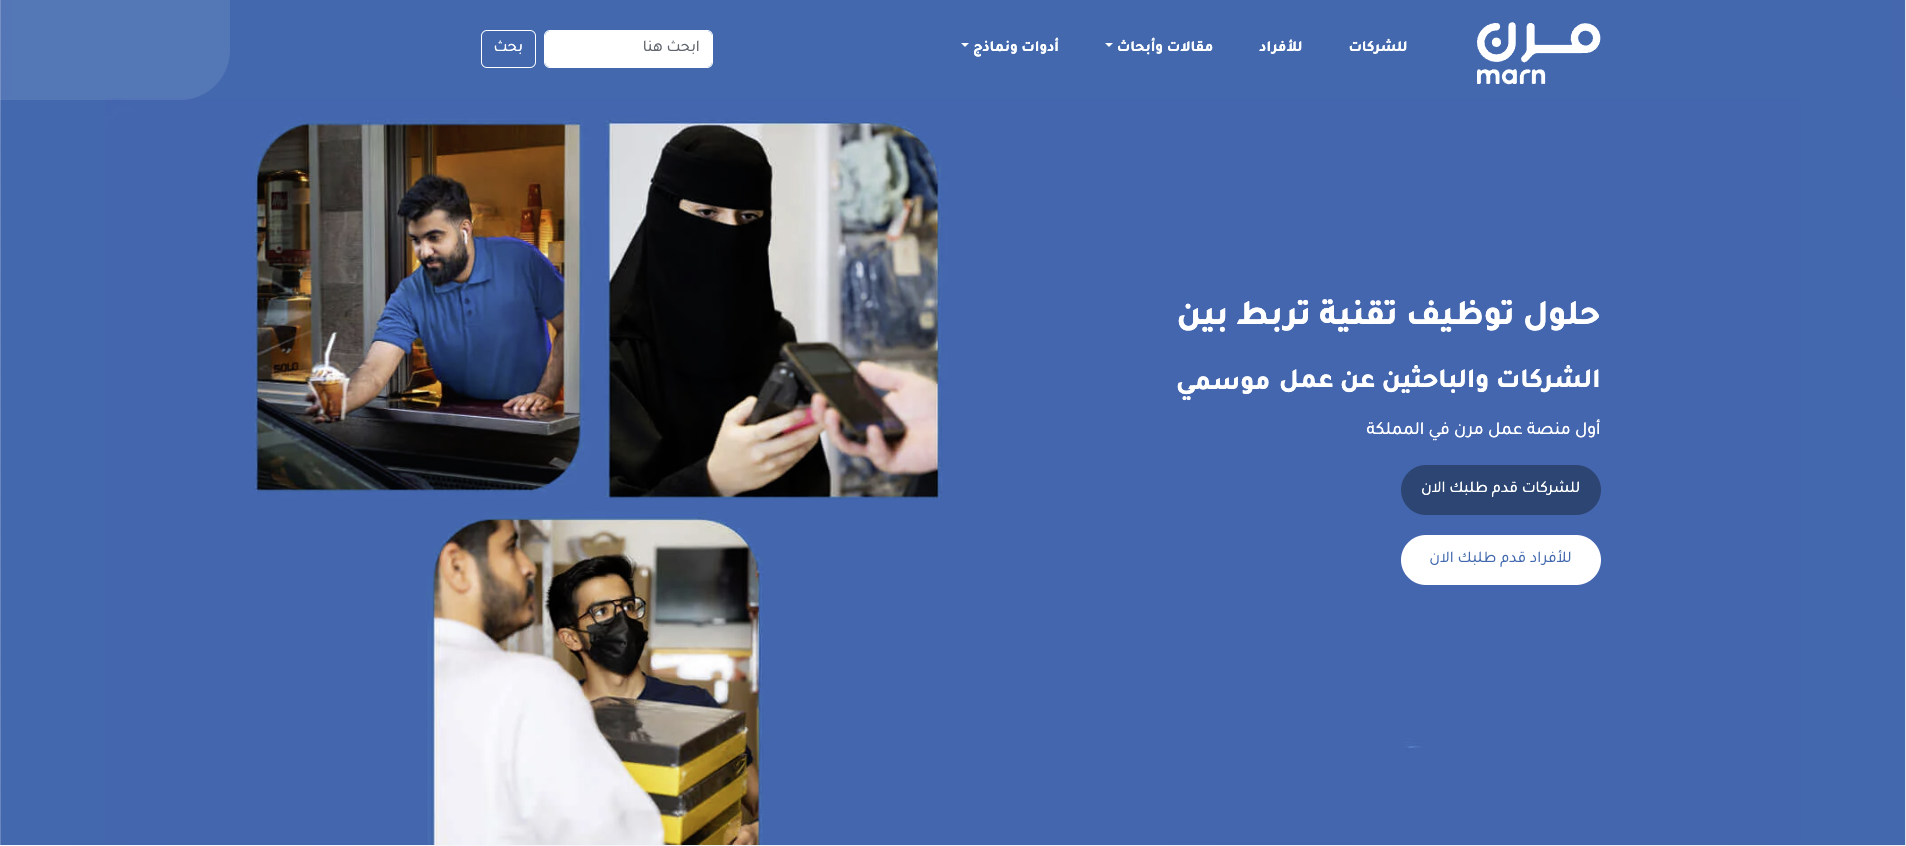 مرن
marn
للشركات
للأفراد
مقالات وأبحاث
أدوات ونماذج
ابحث هنا
بحث
حلول توظيف تقنية تربط بين
الشركات والباحثين عن عمل موسمي
أول منصة عمل مرن في المملكة
للشركات قدم طلبك الان
للأفراد قدم طلبك الان
SOLO